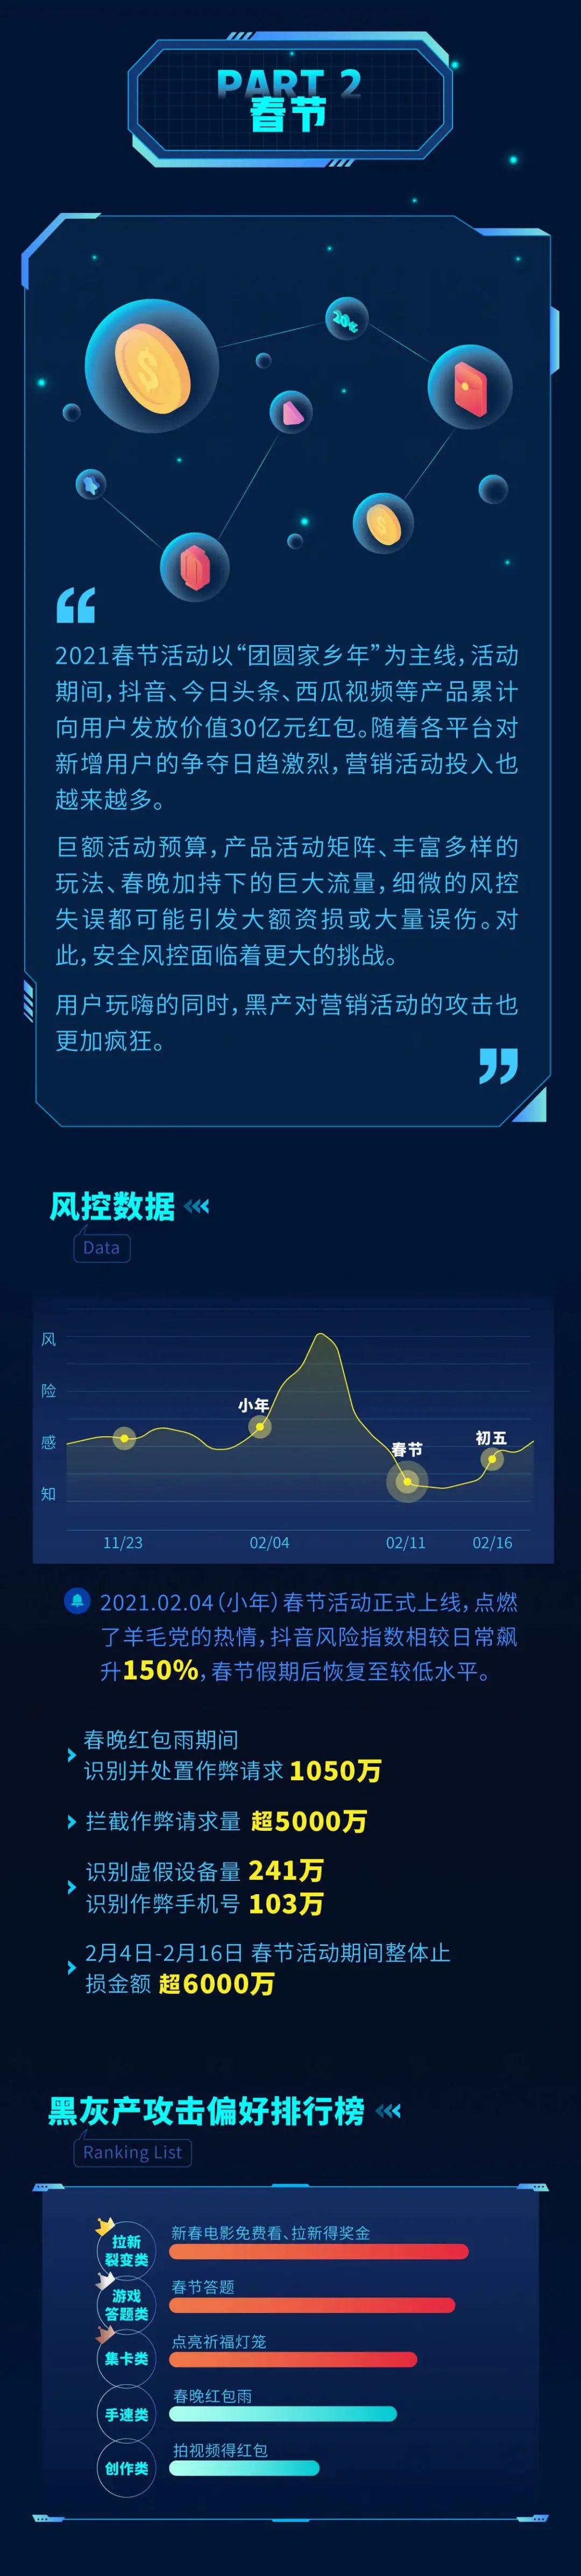 PART 2
春节
20€
2021春节活动以“团圆家乡年”为主线，活动
期间，抖音、今日头条、西瓜视频等产品累计
向用户发放价值30亿元红包。随着各平台对
新增用户的争夺日趋激烈，营销活动投入也
越来越多。
巨额活动预算，产品活动矩阵、丰富多样的
玩法、春晚加持下的巨大流量，细微的风控
失误都可能引发大额资损或大量误伤。对
此，安全风控面临着更大的挑战。
用户玩嗨的同时，黑产对营销活动的攻击也
更加疯狂。
风控数据
Data
风
险
感
知
小年
春节
初五
11/23
02/04
02/11
02/16
2021.02.04（小年）春节活动正式上线，点燃
了羊毛党的热情，抖音风险指数相较日常飙
升150%，春节假期后恢复至较低水平。
春晚红包雨期间
识别并处置作弊请求 1050万
拦截作弊请求量 超5000万
识别虚假设备量 241万
识别作弊手机号 103万
2月4日-2月16日 春节活动期间整体止
损金额 超6000万
黑灰产攻击偏好排行榜
Ranking List
拉新
裂变类
新春电影免费看、拉新得奖金
游戏
答题类
春节答题
集卡类
点亮祈福灯笼
手速类
春晚红包雨
创作类
拍视频得红包